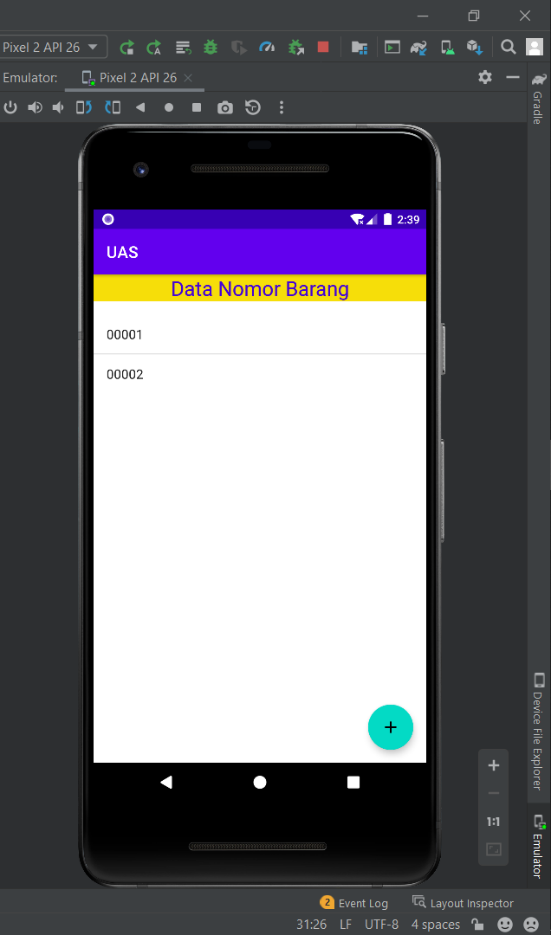 Pixel 2 API 26
Emulator:
Pixel 2 API 26
2:39
UAS
Data Nomor Barang
00001
00002
Gradle
Device File Explorer
1:1
Emulator
2 Event Log
Layout Inspector
31:26 LF UTF-8 4 spaces